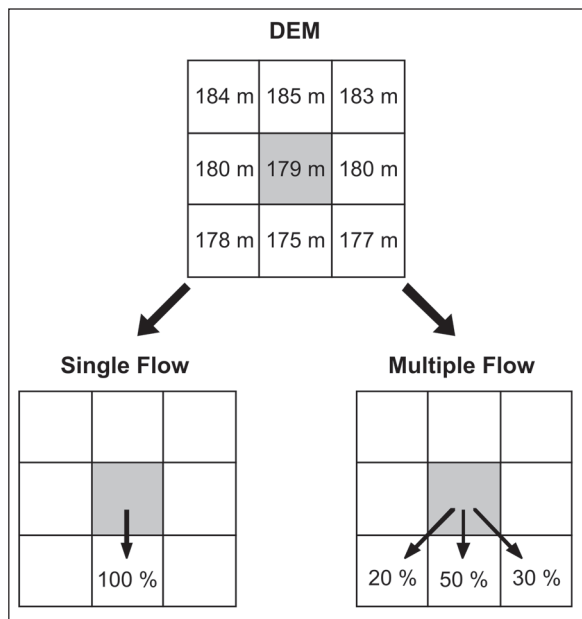 DEM
184 m 185 m 183 m
180 m 179 m 180 m
178 m 175 m 177 m
Single Flow
Multiple Flow
100 %
20 % 50 % 30 %